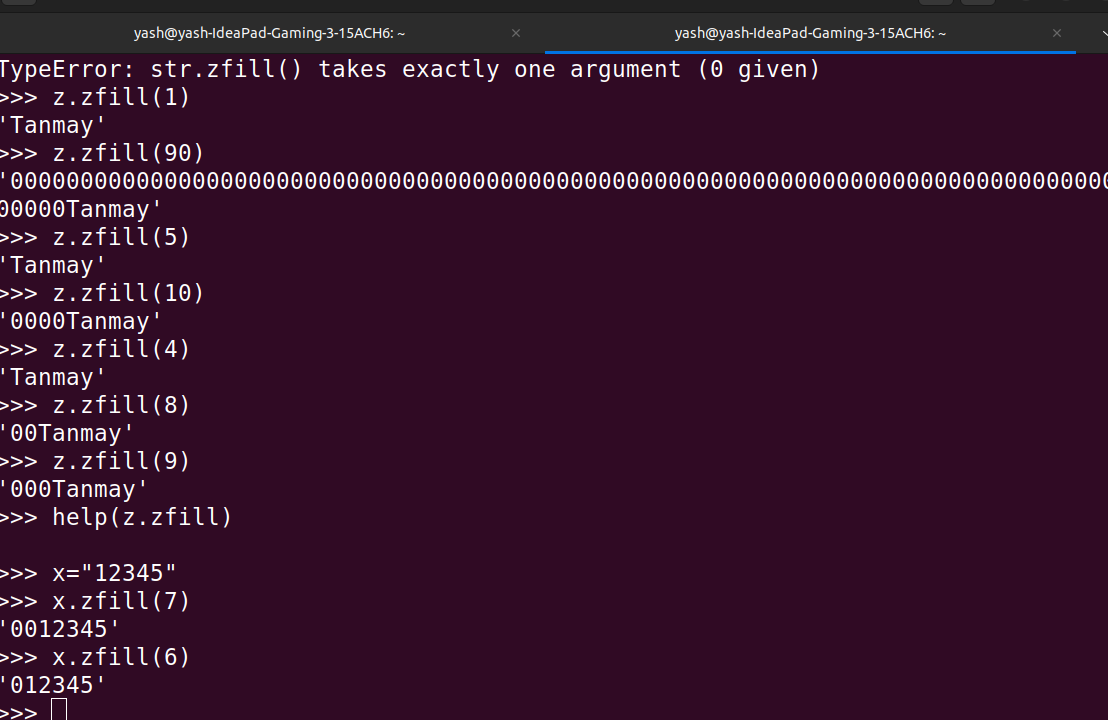 yash@yash-IdeaPad-Gaming-3-15ACH6: ~ yash@yash-IdeaPad-Gaming-3-15ACH6: ~
TypeError: str.zfill() takes exactly one argument (0 given)
>>> z.zfill(1)
'Tanmay'
>>> z.zfill(90)
'0000000000000000000000000000000000000000000000000000000000000000000000000000000
00000Tanmay'
>>> z.zfill(5)
'Tanmay'
>>> z.zfill(10)
'0000Tanmay'
>>> z.zfill(4)
'Tanmay'
>>> z.zfill(8)
'00Tanmay'
>>> z.zfill(9)
'000Tanmay'
>>> help(z.zfill)
>>> x="12345"
>>> x.zfill(7)
'0012345'
>>> x.zfill(6)
'012345'
>>>